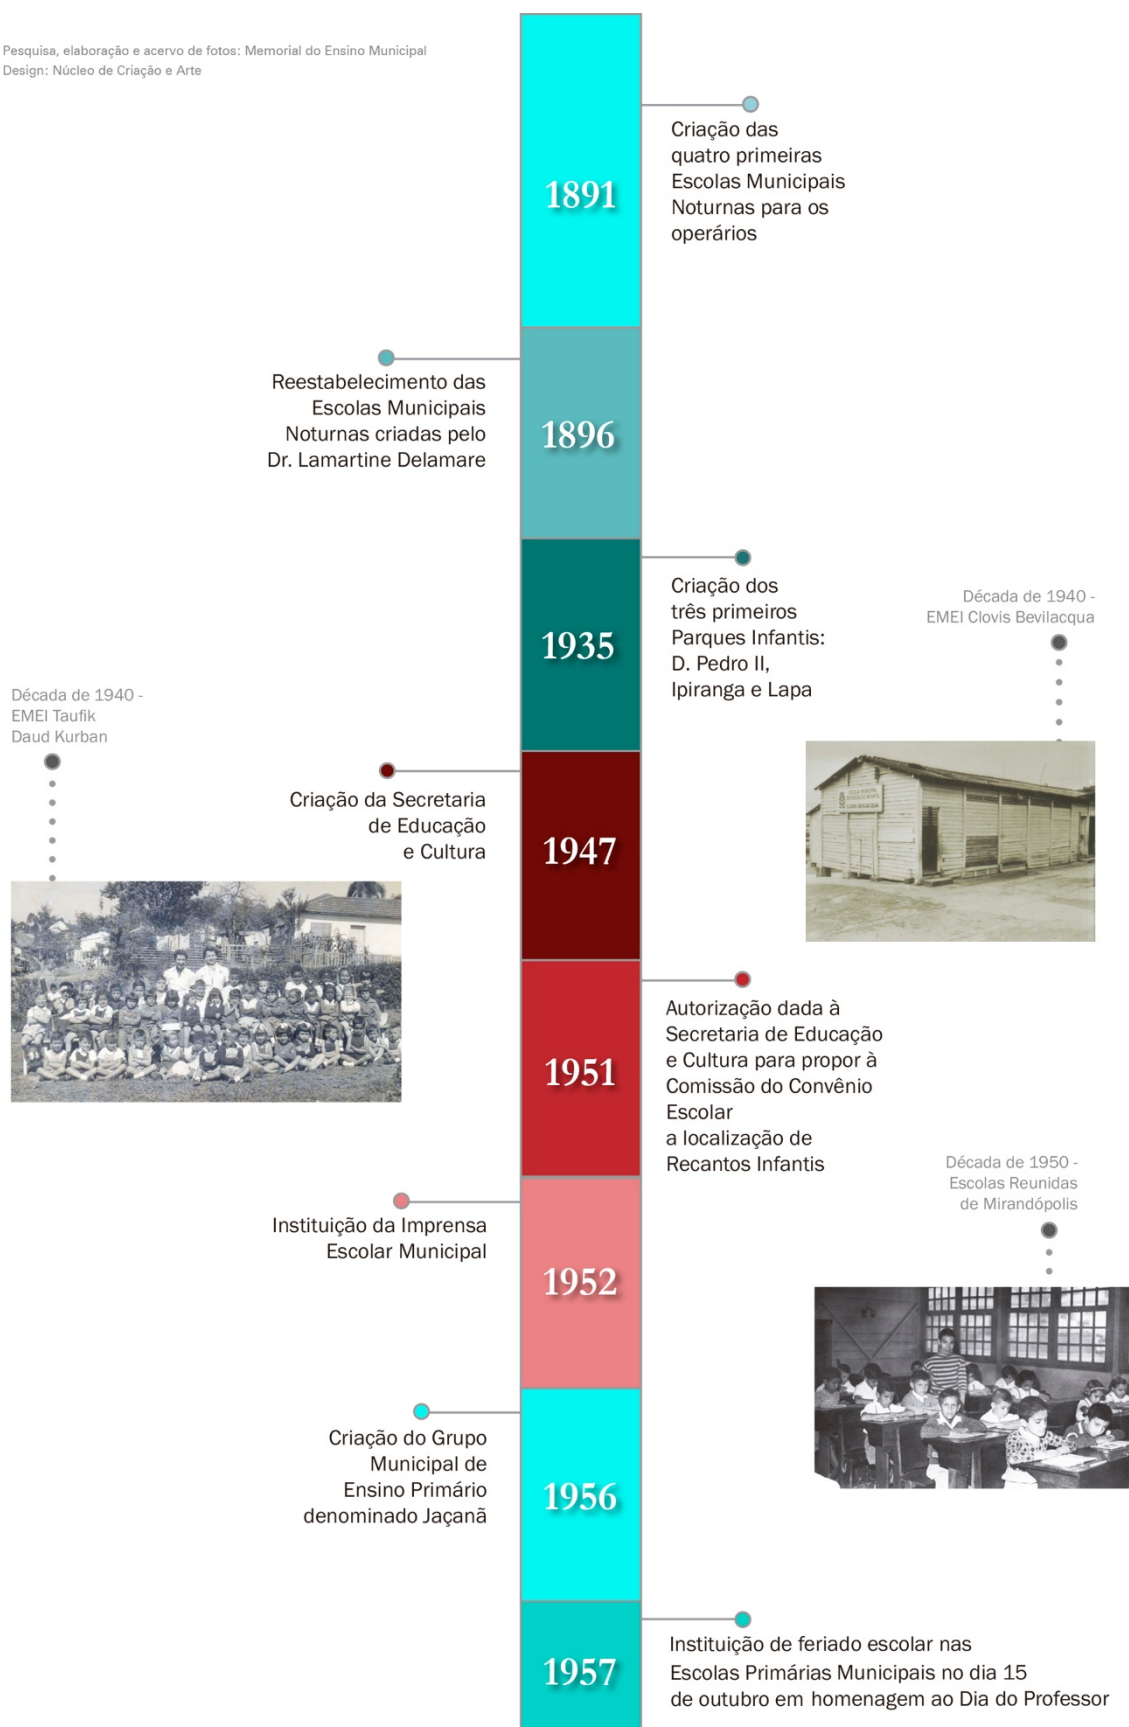 Pesquisa, elaboração e acervo de fotos: Memorial do Ensino Municipal
Design: Núcleo de Criação e Arte
1891
Criação das
quatro primeiras
Escolas Municipais
Noturnas para os
operários
1896
Reestabelecimento das
Escolas Municipais
Noturnas criadas pelo
Dr. Lamartine Delamare
1935
Criação dos
três primeiros
Parques Infantis:
D. Pedro II,
Ipiranga e Lapa
Década de 1940 -
EMEI Clovis Bevilacqua
Década de 1940 -
EMEI Taufik
Daud Kurban
1947
Criação da Secretaria
de Educação
e Cultura
1951
Autorização dada à
Secretaria de Educação
e Cultura para propor à
Comissão do Convênio
Escolar
a localização de
Recantos Infantis
Década de 1950 -
Escolas Reunidas
de Mirandópolis
1952
Instituição da Imprensa
Escolar Municipal
1956
Criação do Grupo
Municipal de
Ensino Primário
denominado Jaçanã
1957
Instituição de feriado escolar nas
Escolas Primárias Municipais no dia 15
de outubro em homenagem ao Dia do Professor